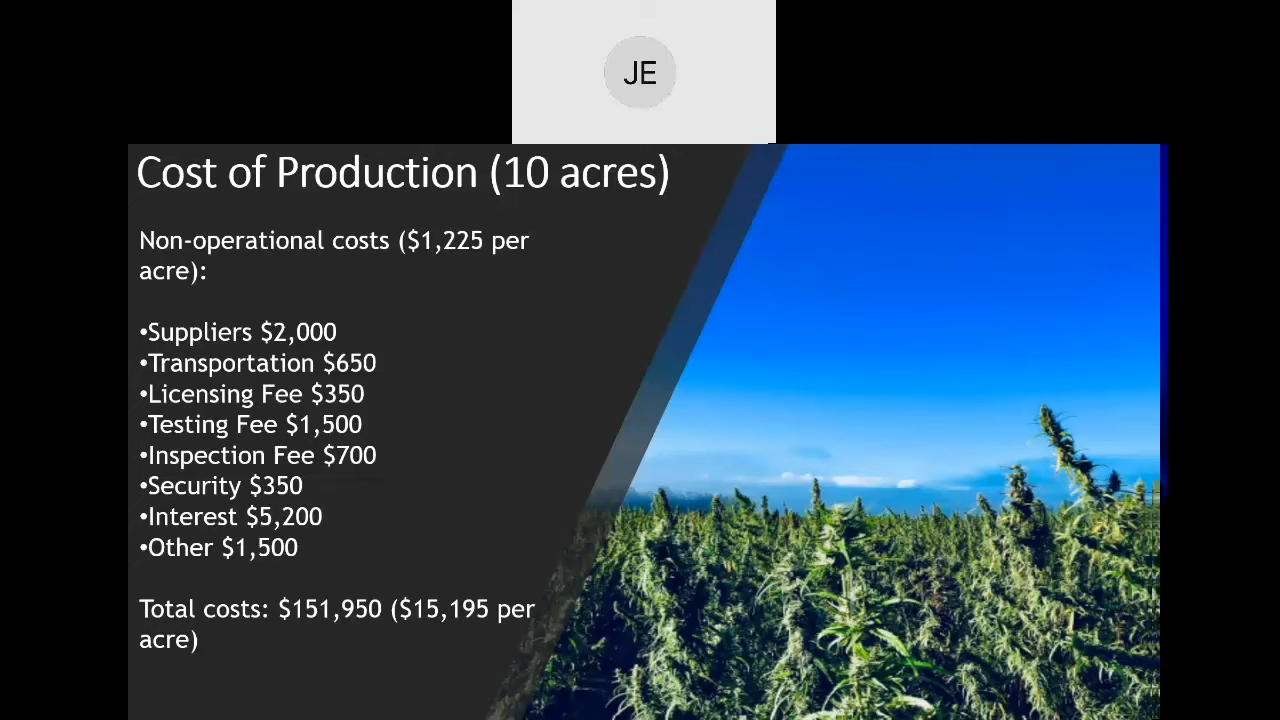 JE
Cost of Production (10 acres)
Non-operational costs ($1,225 per
acre):
•Suppliers $2,000
•Transportation $650
•Licensing Fee $350
•Testing Fee $1,500
•Inspection Fee $700
•Security $350
•Interest $5,200
•Other $1,500
Total costs: $151,950 ($15,195 per
acre)